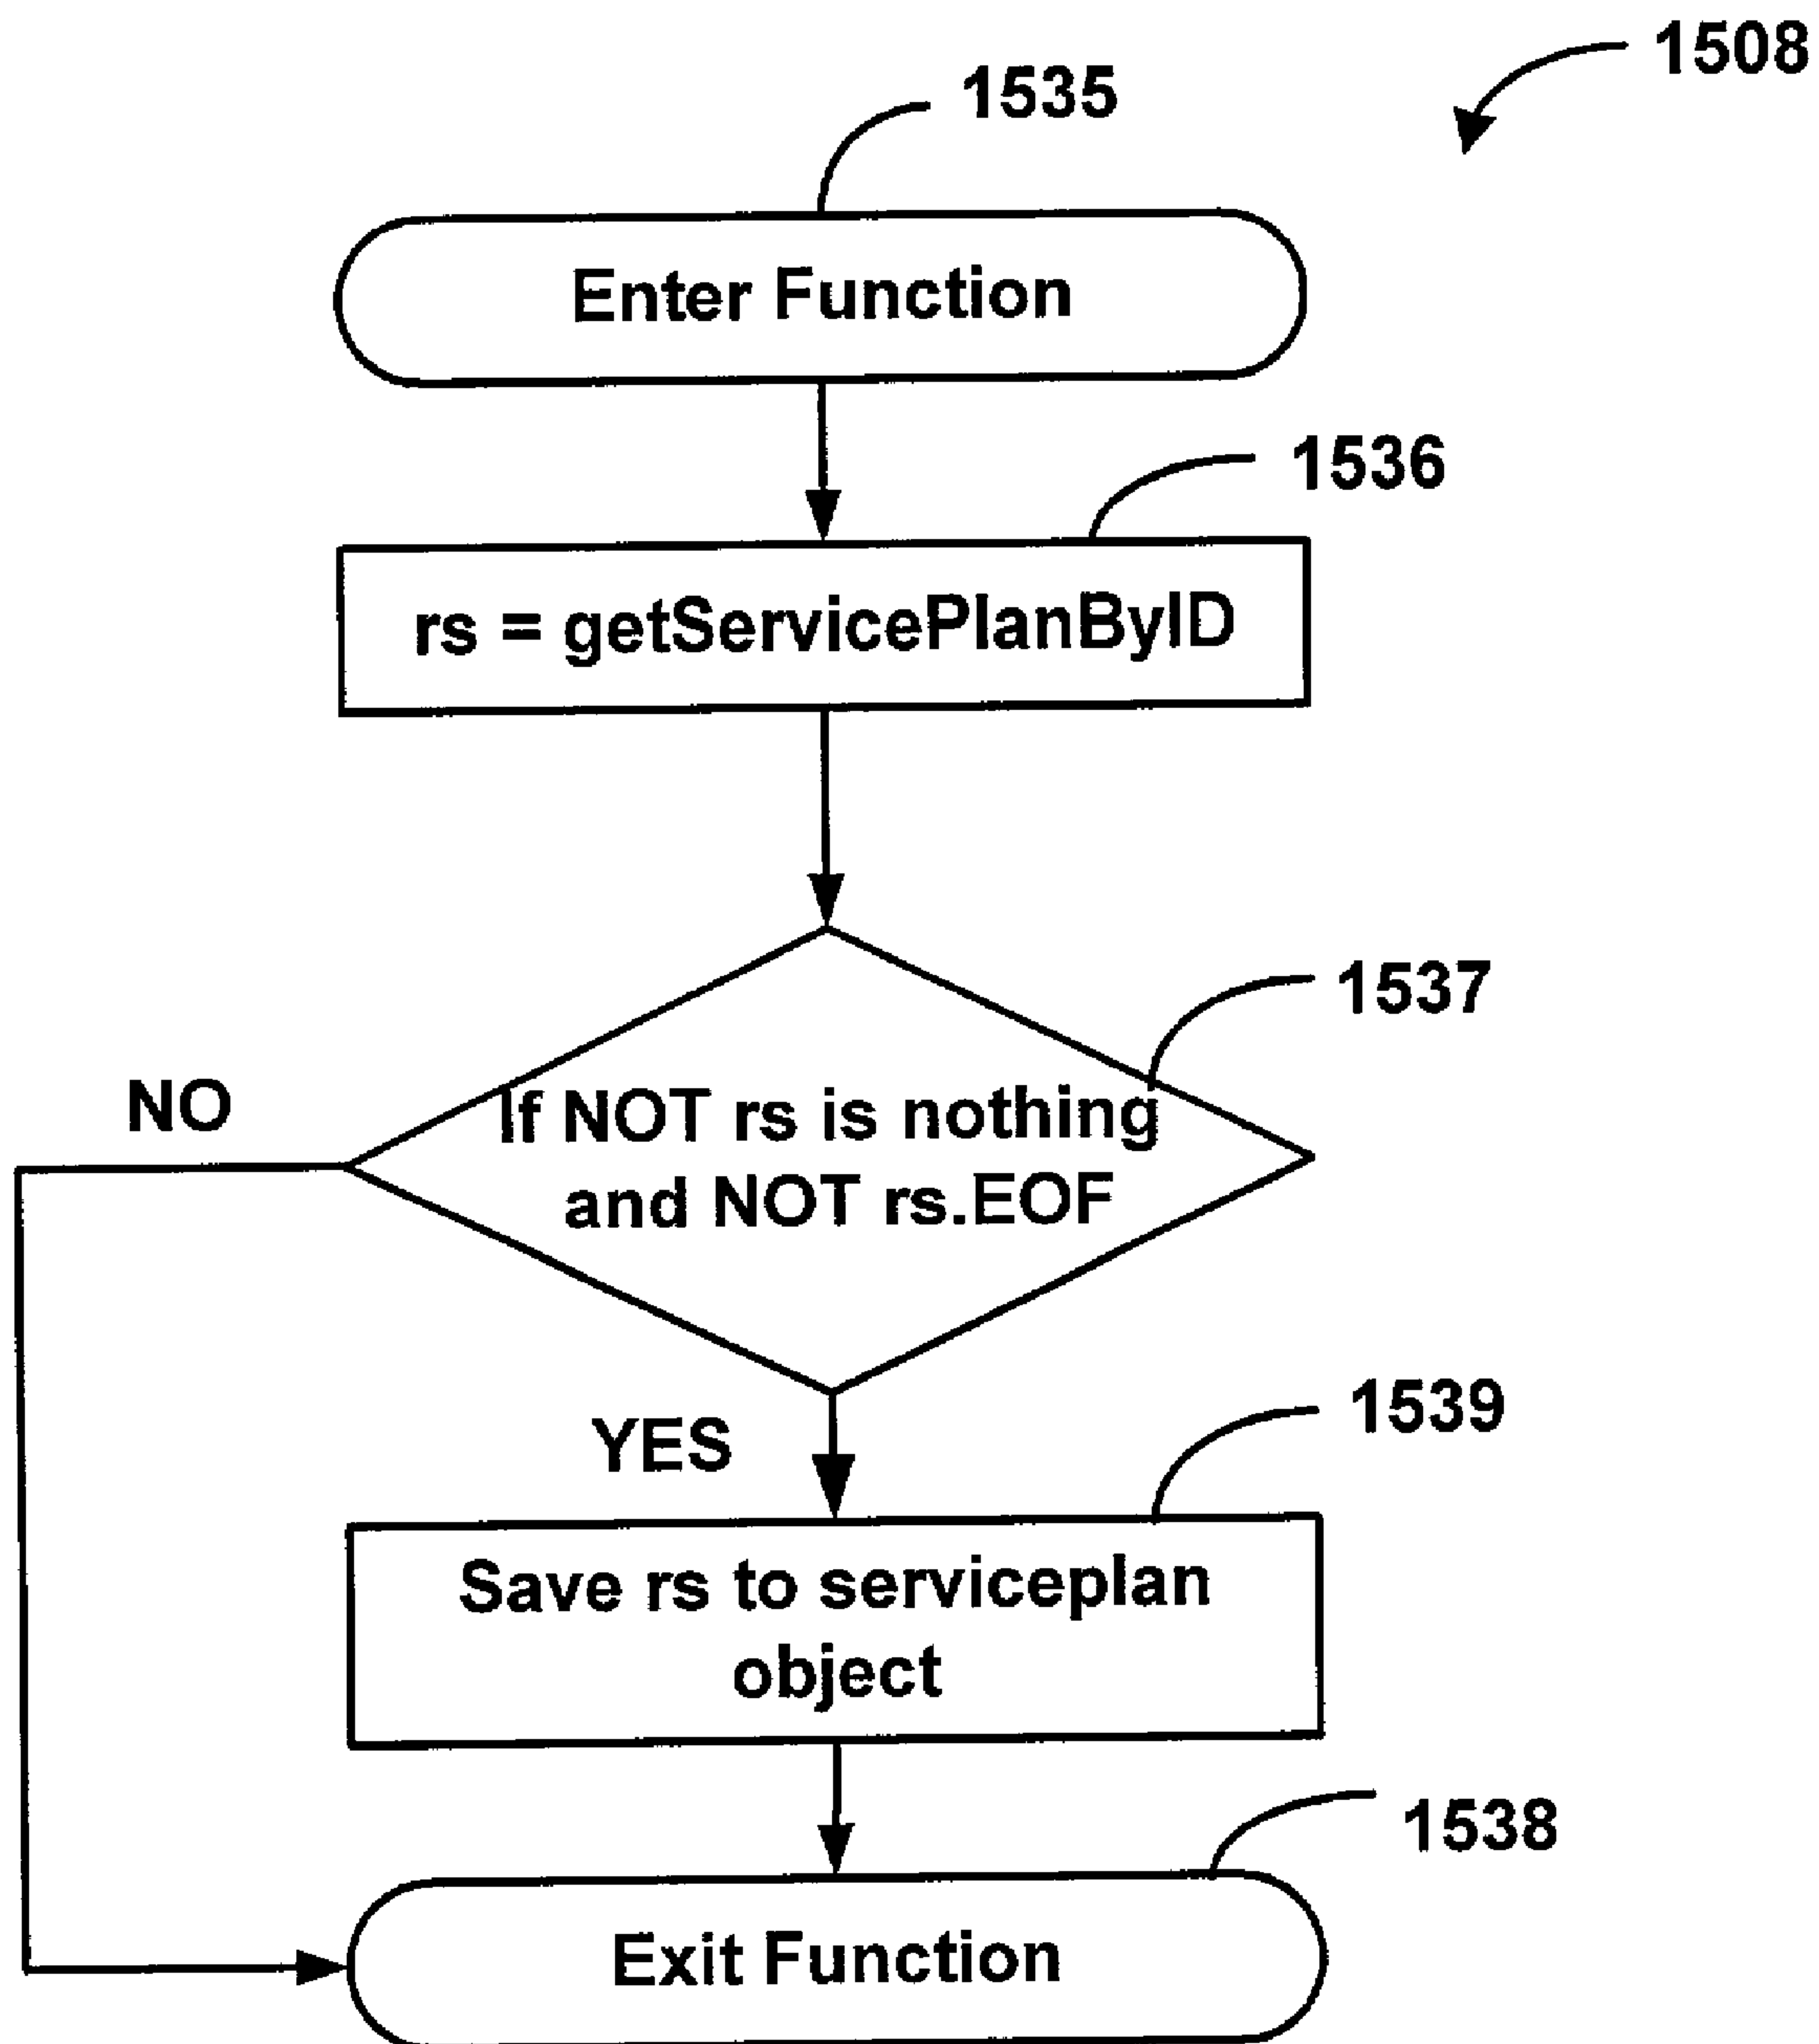 1508
1535
Enter Function
1536
rs = getServicePlanByID
1537
NO
If NOT rs is nothing
and NOT rs.EOF
YES
1539
Save rs to serviceplan
object
1538
Exit Function